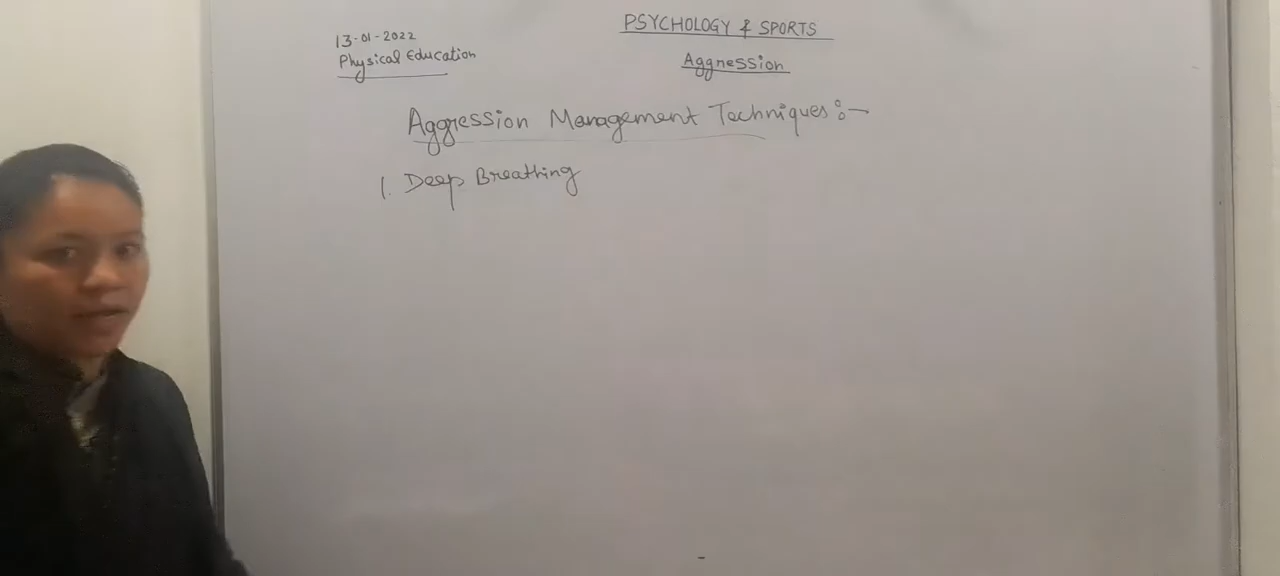 13-01-2022
Physical Education
PSYCHOLOGY & SPORTS
Aggression
Aggression Management Techniques:-
1. Deep Breathing